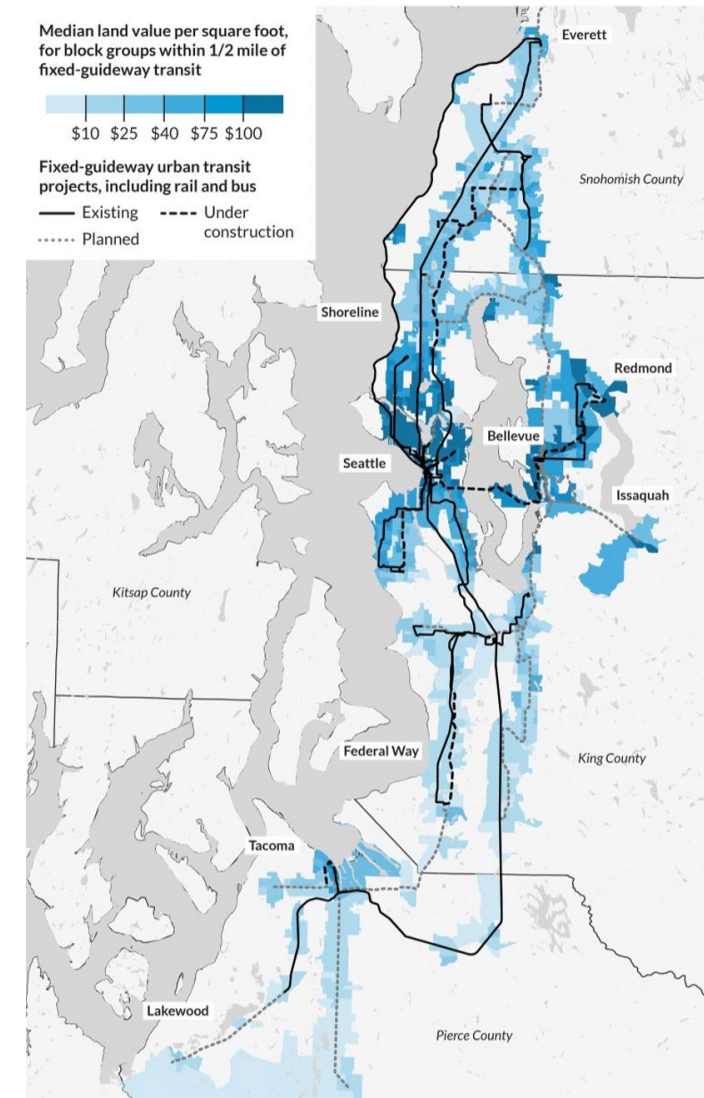 Median land value per square foot,
for block groups within 1/2 mile of
fixed-guideway transit
$10 $25 $40 $75 $100
Fixed-guideway urban transit
projects, including rail and bus
Existing
Under
construction
Planned
Everett
Snohomish County
Shoreline
Redmond
Bellevue
Seattle
Issaquah
Kitsap County
Federal Way
King County
Tacoma
Lakewood
Pierce County